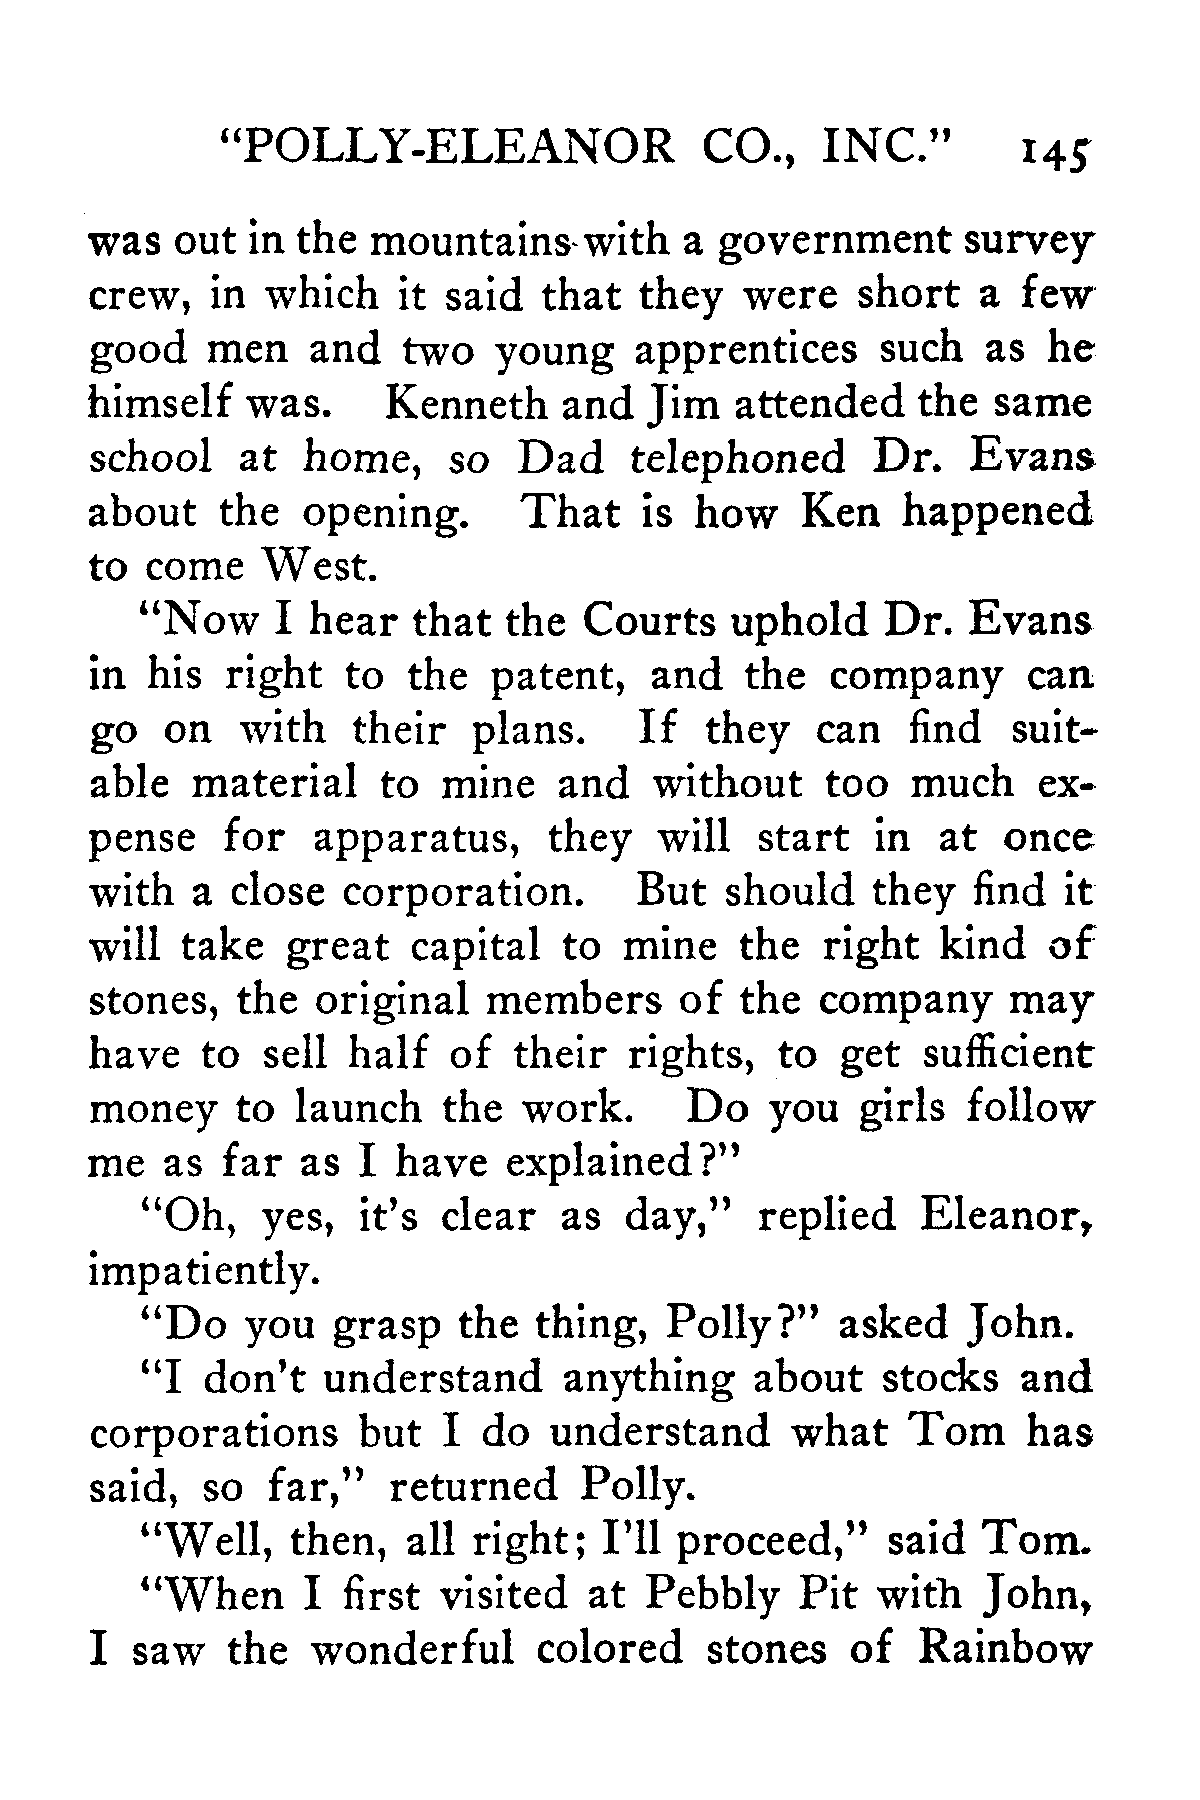 "POLLY-ELEANOR CO., INC." 145
was out in the mountains with a government survey
crew, in which it said that they were short a few
good men and two young apprentices such as he
himself was. Kenneth and Jim attended the same
school at home, so Dad telephoned Dr. Evans
about the opening. That is how Ken happened
to come West.
"Now I hear that the Courts uphold Dr. Evans
in his right to the patent, and the company can
go on with their plans. If they can find suit-
able material to mine and without too much ex-
pense for apparatus, they will start in at once
with a close corporation. But should they find it
will take great capital to mine the right kind of
stones, the original members of the company may
have to sell half of their rights, to get sufficient
money to launch the work. Do you girls follow
me as far as I have explained?"
"Oh, yes, it's clear as day," replied Eleanor,
impatiently.
"Do you grasp the thing, Polly?" asked John.
"I don't understand anything about stocks and
corporations but I do understand what Tom has
said, so far," returned Polly.
"Well, then, all right; I'll proceed," said Tom.
"When I first visited at Pebbly Pit with John,
I saw the wonderful colored stones of Rainbow